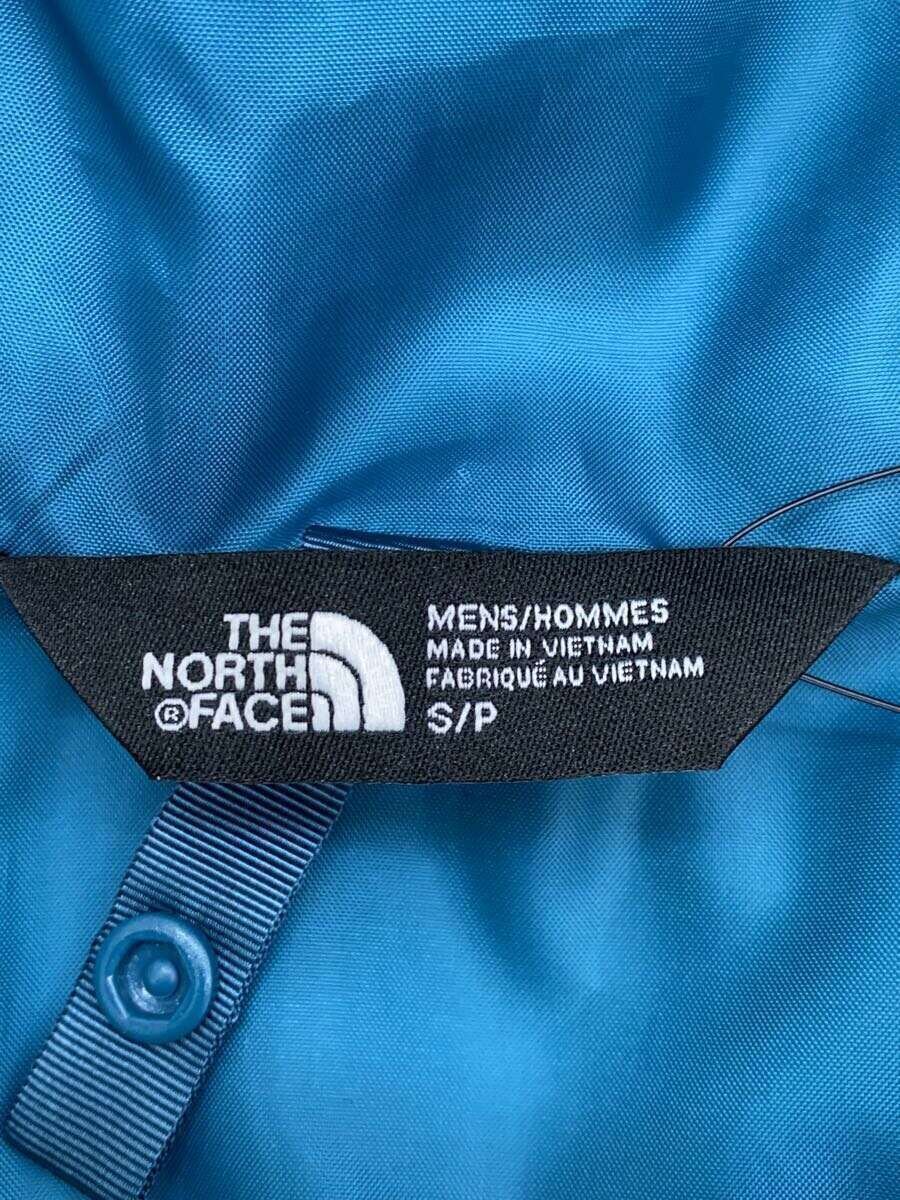 THE
NORTH
®FACE
MENS/HOMMES
MADE IN VIETNAM
FABRIQUÉ AU VIETNAM
S/P